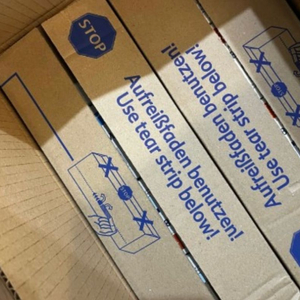 STOP
Aufreißfaden benutzen!
Use tear strip below!
Aufreißfaden benutzen!
Use tear strip below!